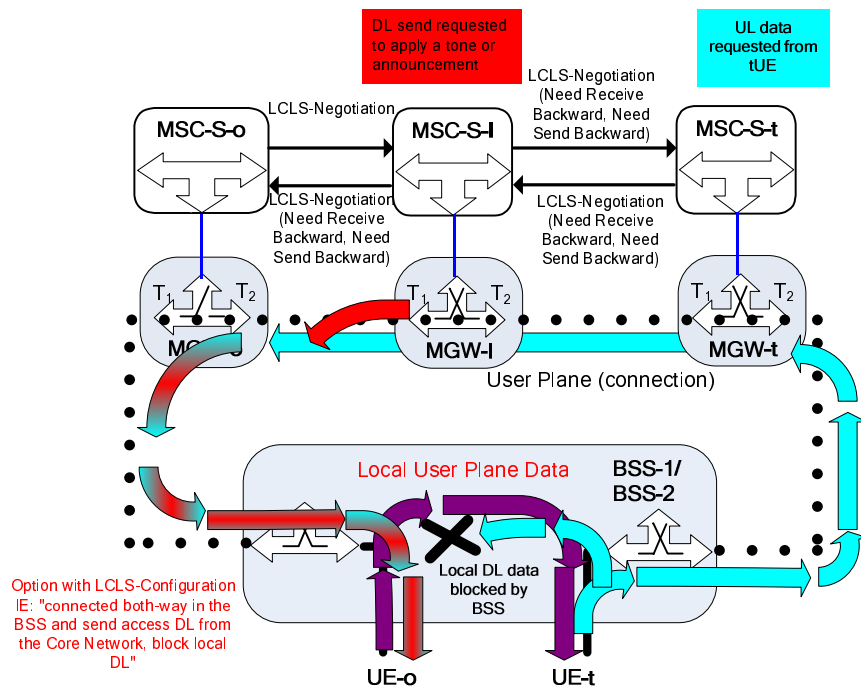 DL send requested
to apply a tone or
announcement
UL data
requested from
tUE
LCLS-Negotiation
LCLS-Negotiation
(Need Receive
Backward, Need
Send Backward)
MSC-S-o
MSC-S-I
MSC-S-t
LCLS-Negotiation
(Need Receive
Backward, Need
Send Backward)
LCLS-Negotiation
(Need Receive
Backward, Need
Send Backward)
T1
T2
T1
T2
T1
T2
MGW-I
MGW-t
User Plane (connection)
Local User Plane Data
BSS-1/
BSS-2
Local DL data
blocked by
BSS
Option with LCLS-Configuration
IE: "connected both-way in the
BSS and send access DL from
the Core Network, block local
DL"
UE-o
UE-t